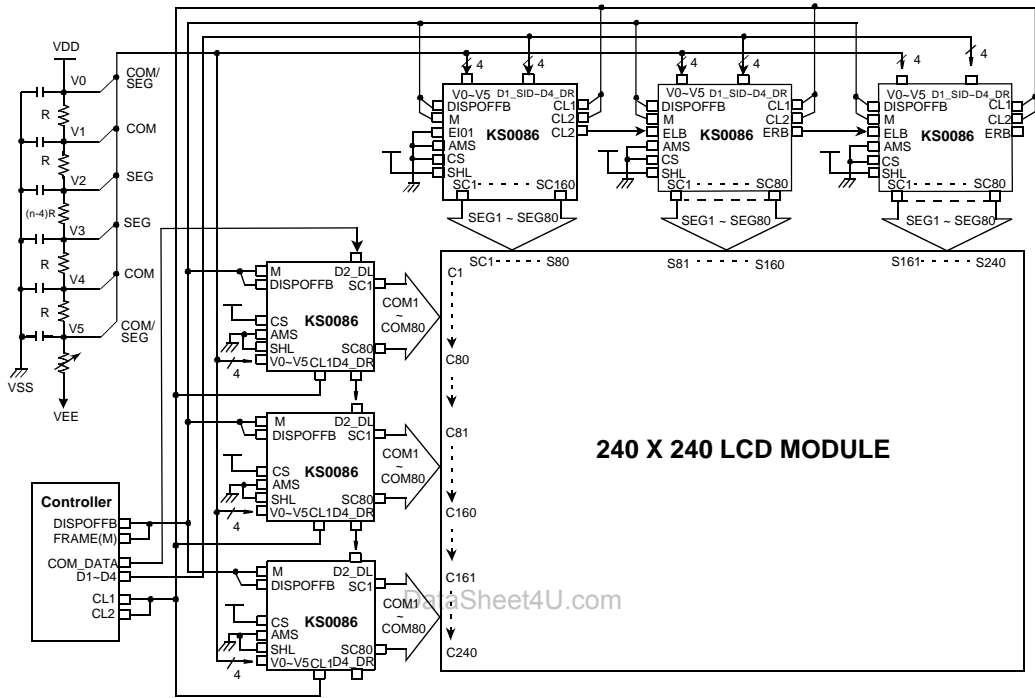 VDD
V0
COM/
SEG
R
V1
COM
R
V2
SEG
(n-4)R
V3
SEG
R
V4
COM
R
V5
COM/
SEG
VSS
VEE
4
4
V0~V5
D1_SID~D4_DR
DISPOFFB
M
EI01
AMS
CS
SHL
CL1
CL2
CL2
KS0086
SC1
SC160
SEG1 ~ SEG80
4
4
V0~V5
D1_SID~D4_DR
DISPOFFB
M
ELB
AMS
CS
SHL
CL1
CL2
ERB
KS0086
SC1
SC80
SEG1 ~ SEG80
4
4
V0~V5
D1_SID~D4_DR
DISPOFFB
M
ELB
AMS
CS
SHL
CL1
CL2
ERB
KS0086
SC1
SC80
SEG1 ~ SEG80
M
DISPOFFB
D2_DL
SC1
KS0086
CS
AMS
SHL
V0~V5
CL1
D4_DR
SC80
4
COM1
~
COM80
M
DISPOFFB
D2_DL
SC1
KS0086
CS
AMS
SHL
V0~V5
CL1
D4_DR
SC80
4
COM1
~
COM80
M
DISPOFFB
D2_DL
SC1
KS0086
CS
AMS
SHL
V0~V5
CL1
D4_DR
SC80
4
COM1
~
COM80
Controller
DISPOFFB
FRAME(M)
COM_DATA
D1~D4
CL1
CL2
SC1
S80
S81
S160
S161
S240
C1
C80
C81
C160
C161
C240
240 X 240 LCD MODULE
DataSheet4U.com